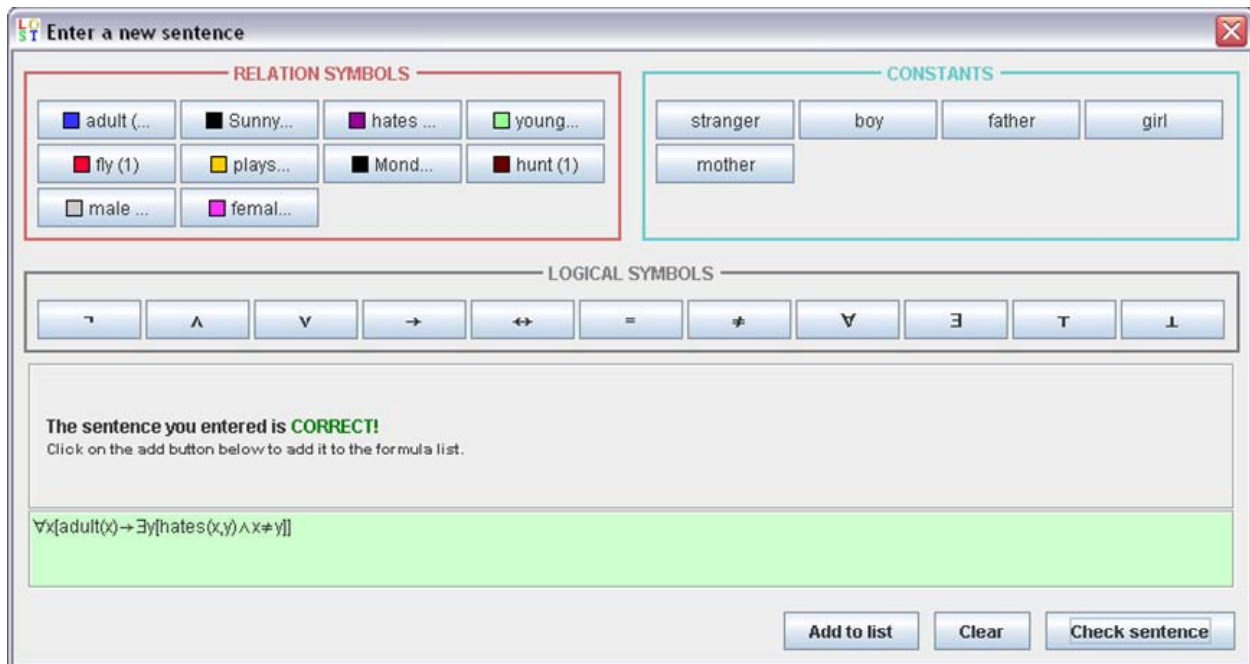 LOST Enter a new sentence
RELATION SYMBOLS
CONSTANTS
adult (... Sunny... hates ... young...
stranger boy father girl
fly (1) plays... Mond... hunt (1)
mother
male ... femal...
LOGICAL SYMBOLS
¬ ∧ ∨ → ↔ = ≠ ∀ ∃ ⊤ ⊥
The sentence you entered is CORRECT!
Click on the add button below to add it to the formula list.
∀x[adult(x)→∃y[hates(x,y)∧x≠y]]
Add to list Clear Check sentence